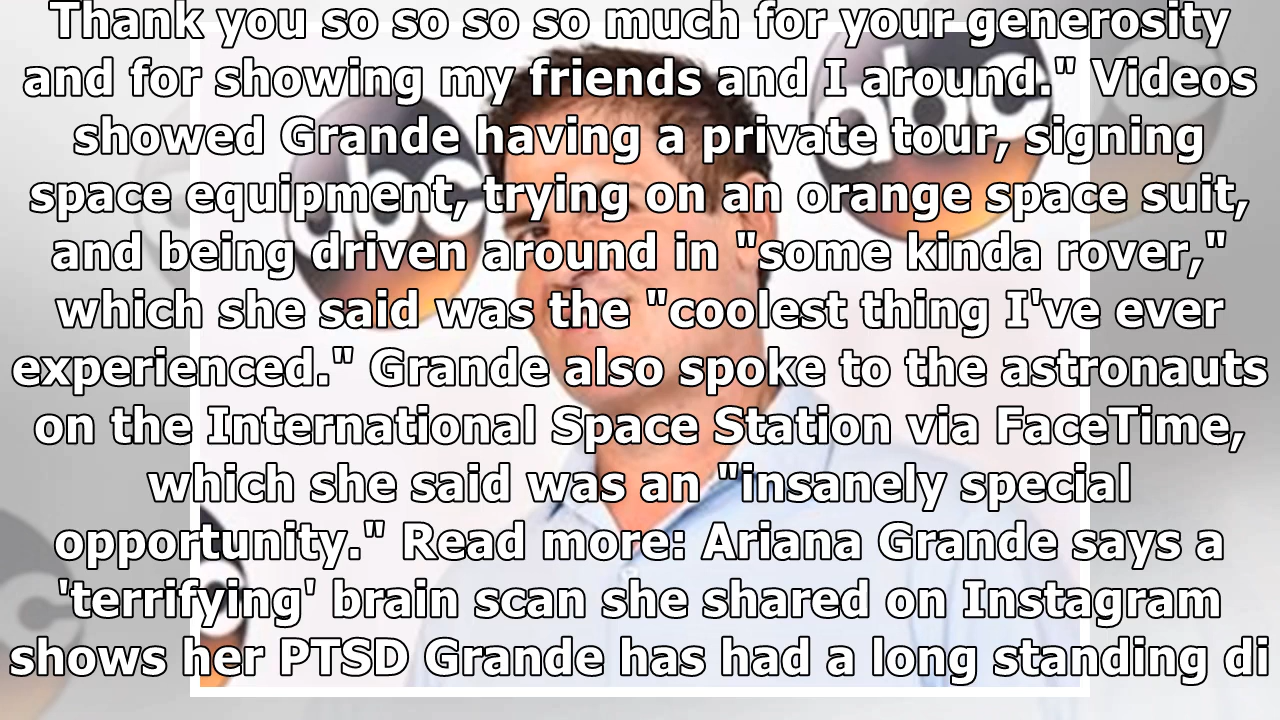 Thank you so so so so much for your generosity
and for showing my friends and I around." Videos
showed Grande having a private tour, signing
space equipment, trying on an orange space suit,
and being driven around in "some kinda rover,"
which she said was the "coolest thing I've ever
experienced." Grande also spoke to the astronauts
on the International Space Station via FaceTime,
which she said was an "insanely special
opportunity." Read more: Ariana Grande says a
'terrifying' brain scan she shared on Instagram
shows her PTSD Grande has had a long standing di
abc
abc